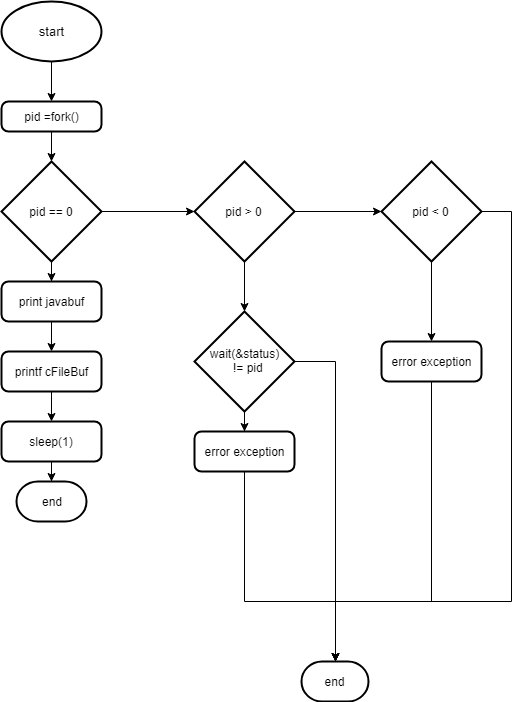 start
pid =fork()
pid == 0
pid > 0
pid < 0
print javabuf
wait(&status)
!= pid
error exception
printf cFileBuf
sleep(1)
error exception
end
end